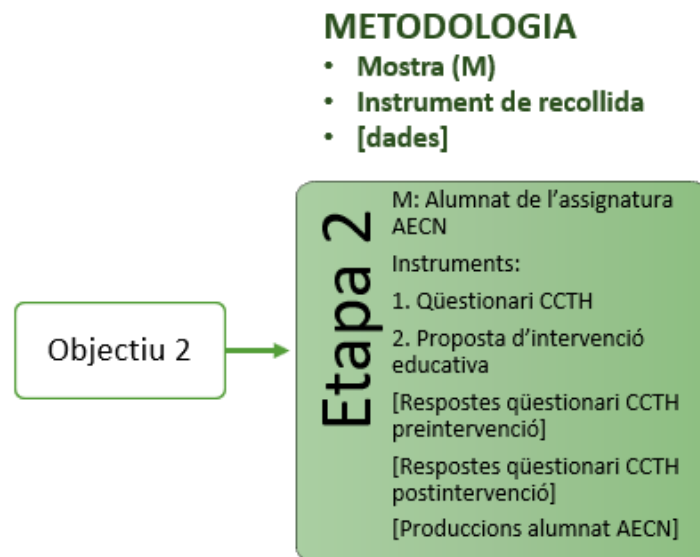 METODOLOGIA
• Mostra (M)
• Instrument de recollida
• [dades]
Objectiu 2
Etapa 2
M: Alumnat de l'assignatura
AECN
Instruments:
1. Qüestionari CCTH
2. Proposta d'intervenció
educativa
[Respostes qüestionari CCTH
preintervenció]
[Respostes qüestionari CCTH
postintervenció]
[Produccions alumnat AECN]